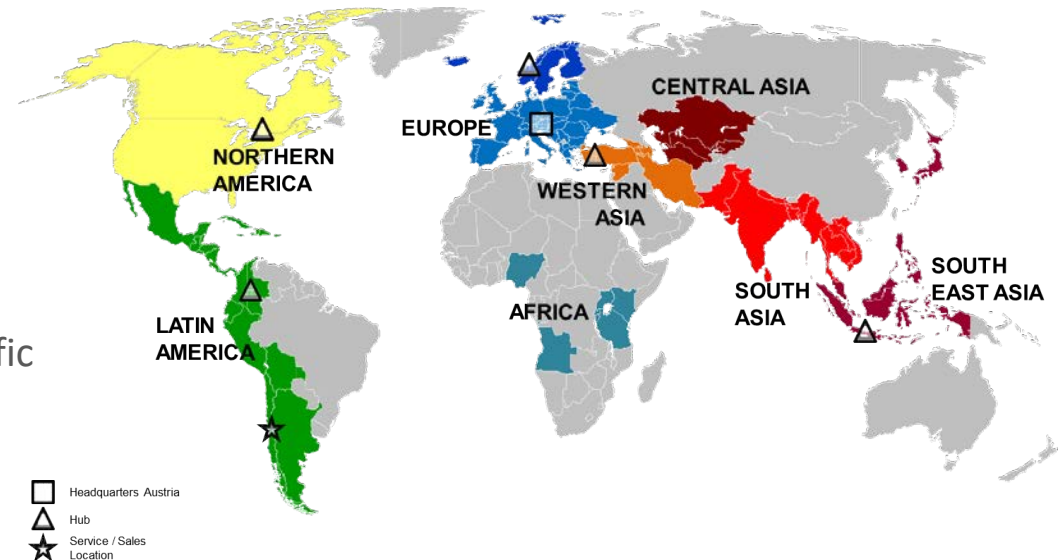 CENTRAL ASIA
EUROPE
NORTHERN
AMERICA
WESTERN
ASIA
SOUTH
ASIA
SOUTH
EAST ASIA
AFRICA
LATIN
AMERICA
fic
Headquarters Austria
Hub
Service / Sales
Location